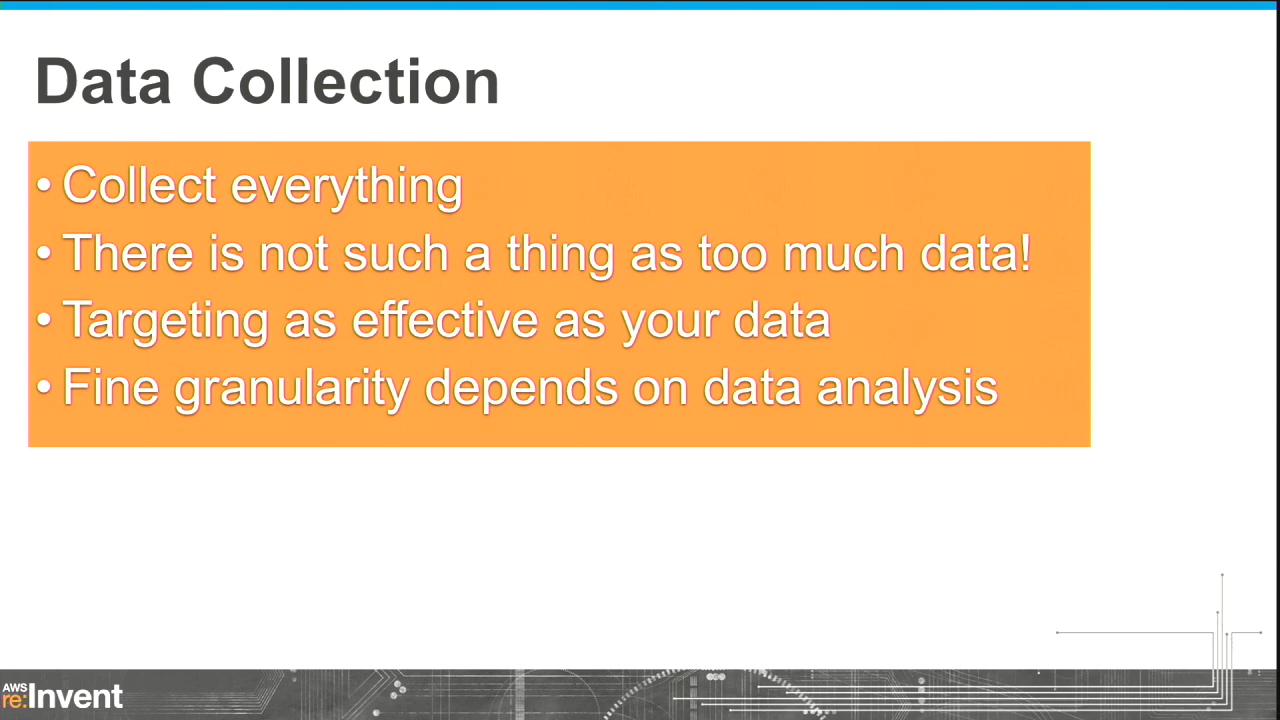 Data Collection
• Collect everything
• There is not such a thing as too much data!
• Targeting as effective as your data
• Fine granularity depends on data analysis
AWS
re:Invent